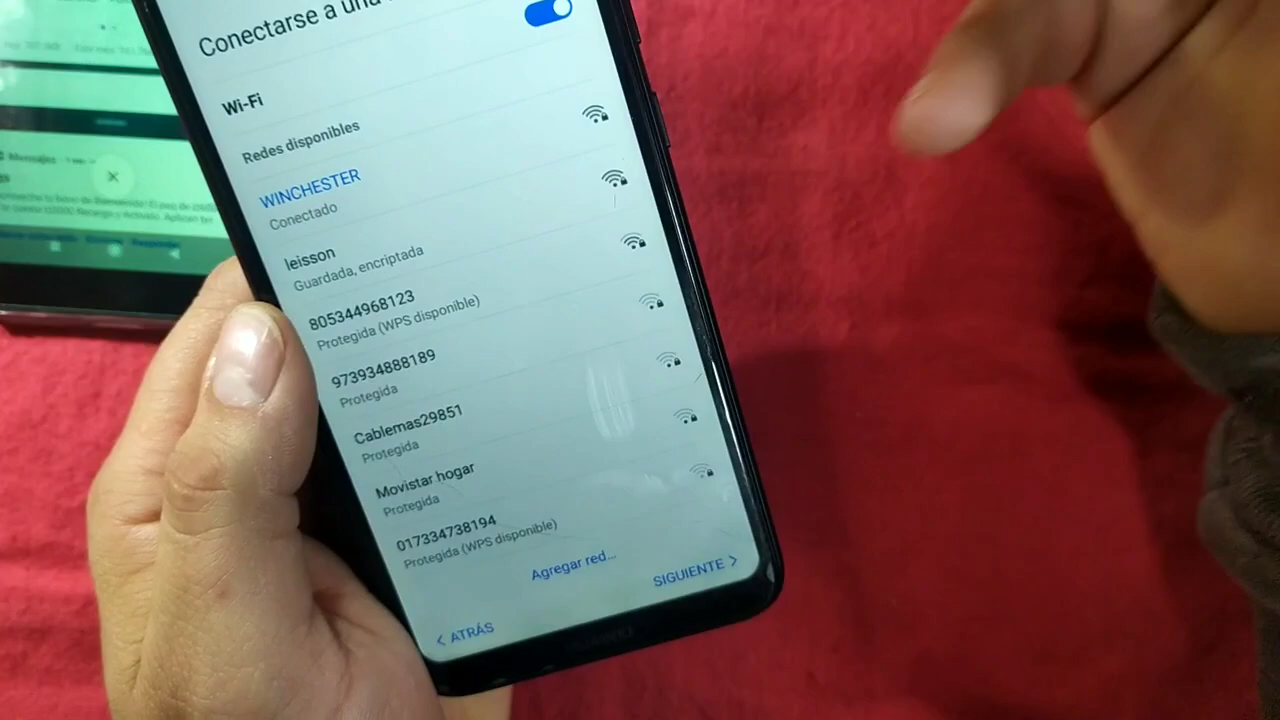 Conectarse a una
Wi-Fi
Redes disponibles
WINCHESTER
Conectado
leisson
Guardada, encriptada
805344968123
Protegida (WPS disponible)
973934888189
Protegida
Cablemas29851
Protegida
Movistar hogar
Protegida
017334738194
Protegida (WPS disponible)
Agregar red...
SIGUIENTE
ATRÁS
Mensajes